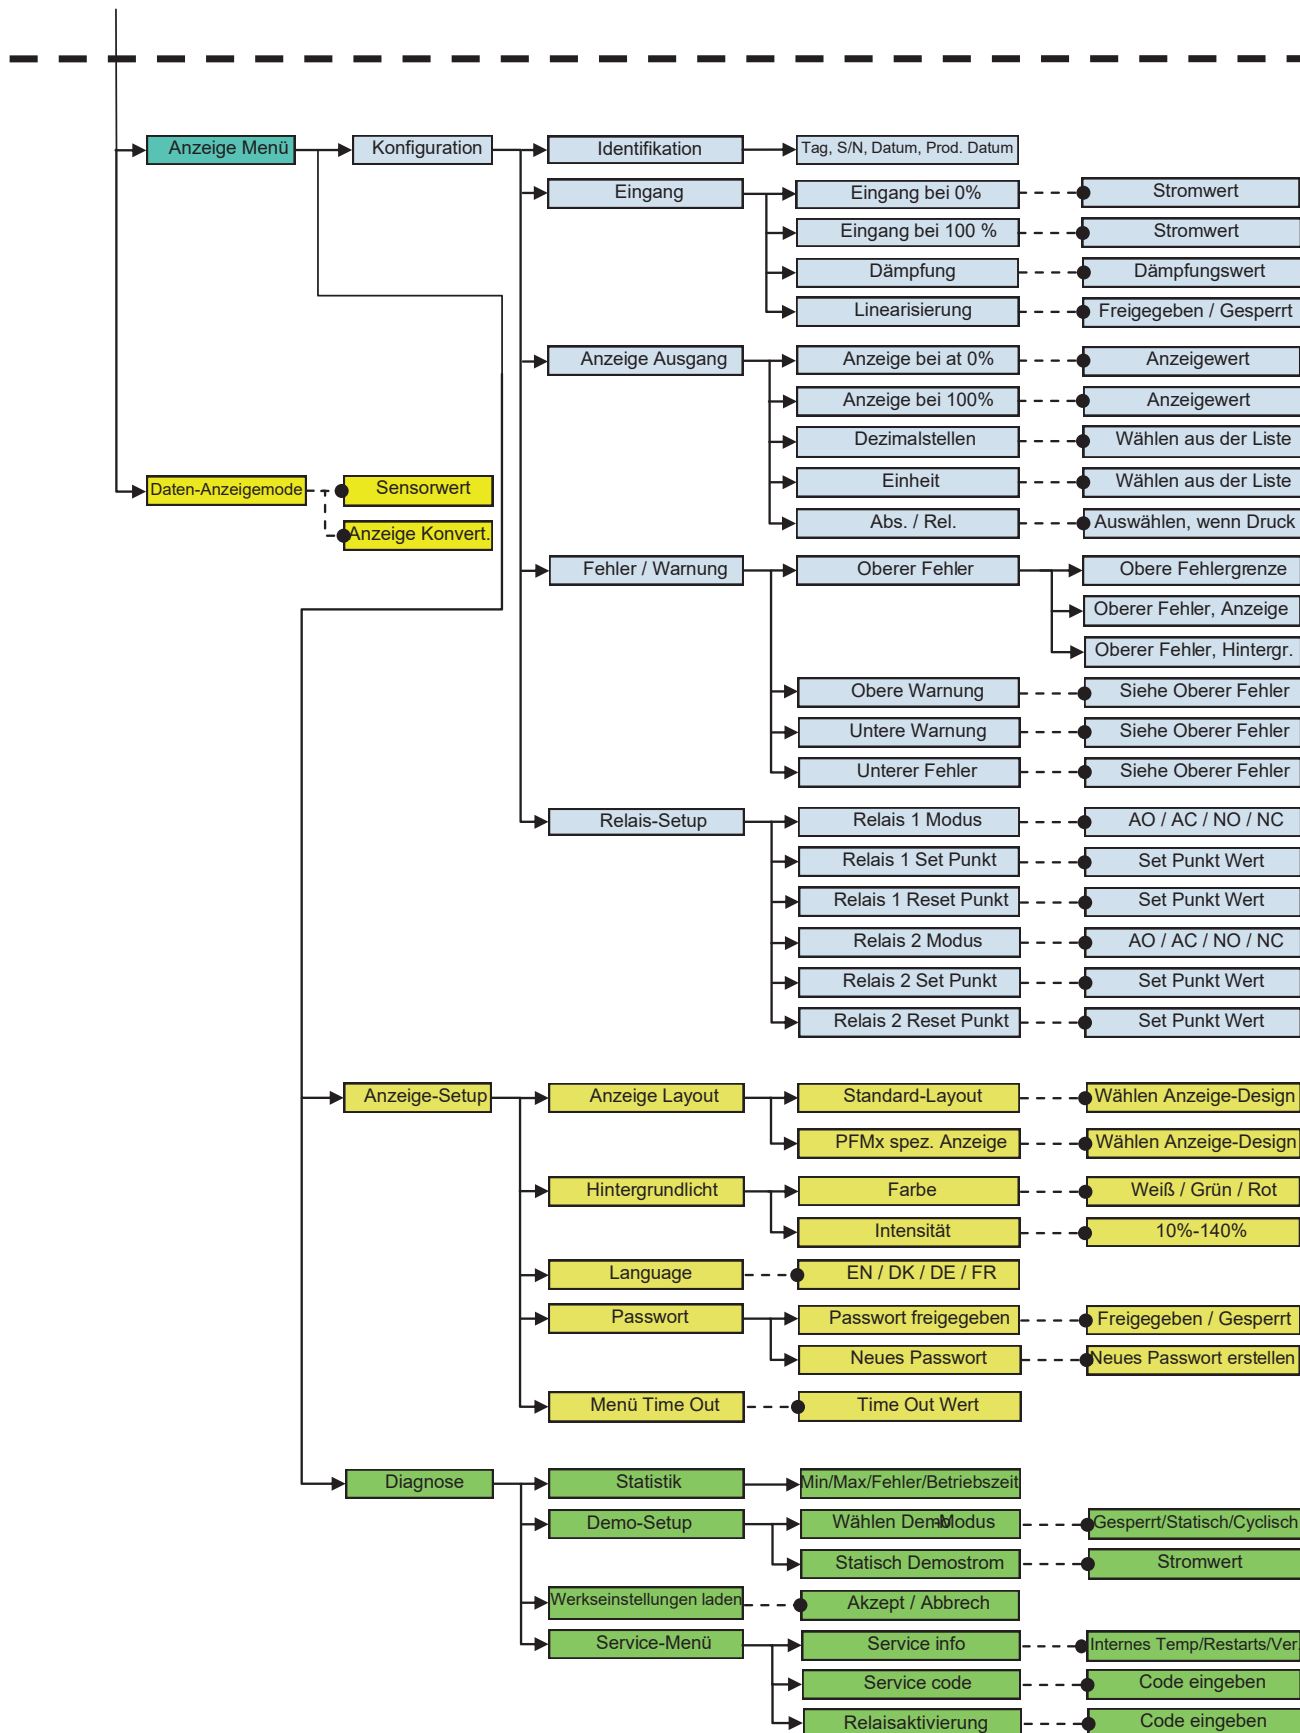 Anzeige Menü
Konfiguration
Identifikation
Tag, S/N, Datum, Prod. Datum
Eingang
Eingang bei 0%
Stromwert
Eingang bei 100 %
Stromwert
Dämpfung
Dämpfungswert
Linearisierung
Freigegeben / Gesperrt
Anzeige Ausgang
Anzeige bei at 0%
Anzeigewert
Anzeige bei 100%
Anzeigewert
Dezimalstellen
Wählen aus der Liste
Einheit
Wählen aus der Liste
Abs. / Rel.
Auswählen, wenn Druck
Daten-Anzeigemode
Sensorwert
Anzeige Konvert.
Fehler / Warnung
Oberer Fehler
Obere Fehlergrenze
Oberer Fehler, Anzeige
Oberer Fehler, Hintergr.
Obere Warnung
Siehe Oberer Fehler
Untere Warnung
Siehe Oberer Fehler
Unterer Fehler
Siehe Oberer Fehler
Relais-Setup
Relais 1 Modus
AO / AC / NO / NC
Relais 1 Set Punkt
Set Punkt Wert
Relais 1 Reset Punkt
Set Punkt Wert
Relais 2 Modus
AO / AC / NO / NC
Relais 2 Set Punkt
Set Punkt Wert
Relais 2 Reset Punkt
Set Punkt Wert
Anzeige-Setup
Anzeige Layout
Standard-Layout
Wählen Anzeige-Design
PFMx spez. Anzeige
Wählen Anzeige-Design
Hintergrundlicht
Farbe
Weiß / Grün / Rot
Intensität
10%-140%
Language
EN / DK / DE / FR
Passwort
Passwort freigegeben
Freigegeben / Gesperrt
Neues Passwort
Neues Passwort erstellen
Menü Time Out
Time Out Wert
Diagnose
Statistik
Min/Max/Fehler/Betriebszeit
Demo-Setup
Wählen Demo-Modus
Gesperrt/Statisch/Cyclisch
Statisch Demostrom
Stromwert
Werkseinstellungen laden
Akzept / Abbrech
Service-Menü
Service info
Internes Temp/Restarts/Ver.
Service code
Code eingeben
Relaisaktivierung
Code eingeben